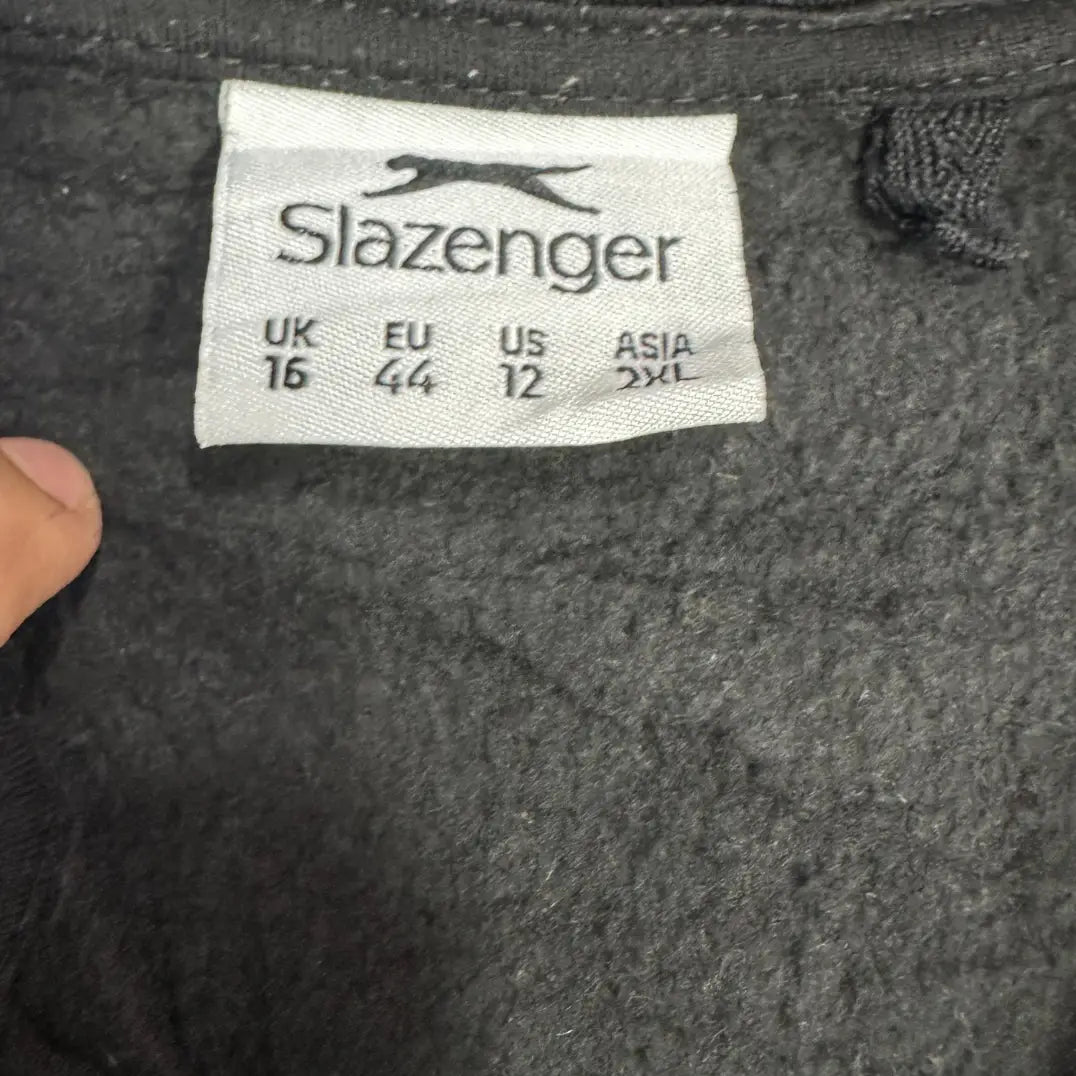 Slazenger
UK EU US ASIA
16 44 12 2XL